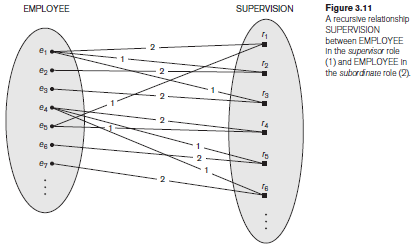 EMPLOYEE
SUPERVISION
Figure 3.11
A recursive relationship
SUPERVISION
between EMPLOYEE
in the supervisor role
(1) and EMPLOYEE in
the subordinate role (2).
e1
e2
e3
e4
e5
e6
e7
2
1
2
1
2
2
1
1
1
2
1
2
r1
r2
r3
r4
r5
r6